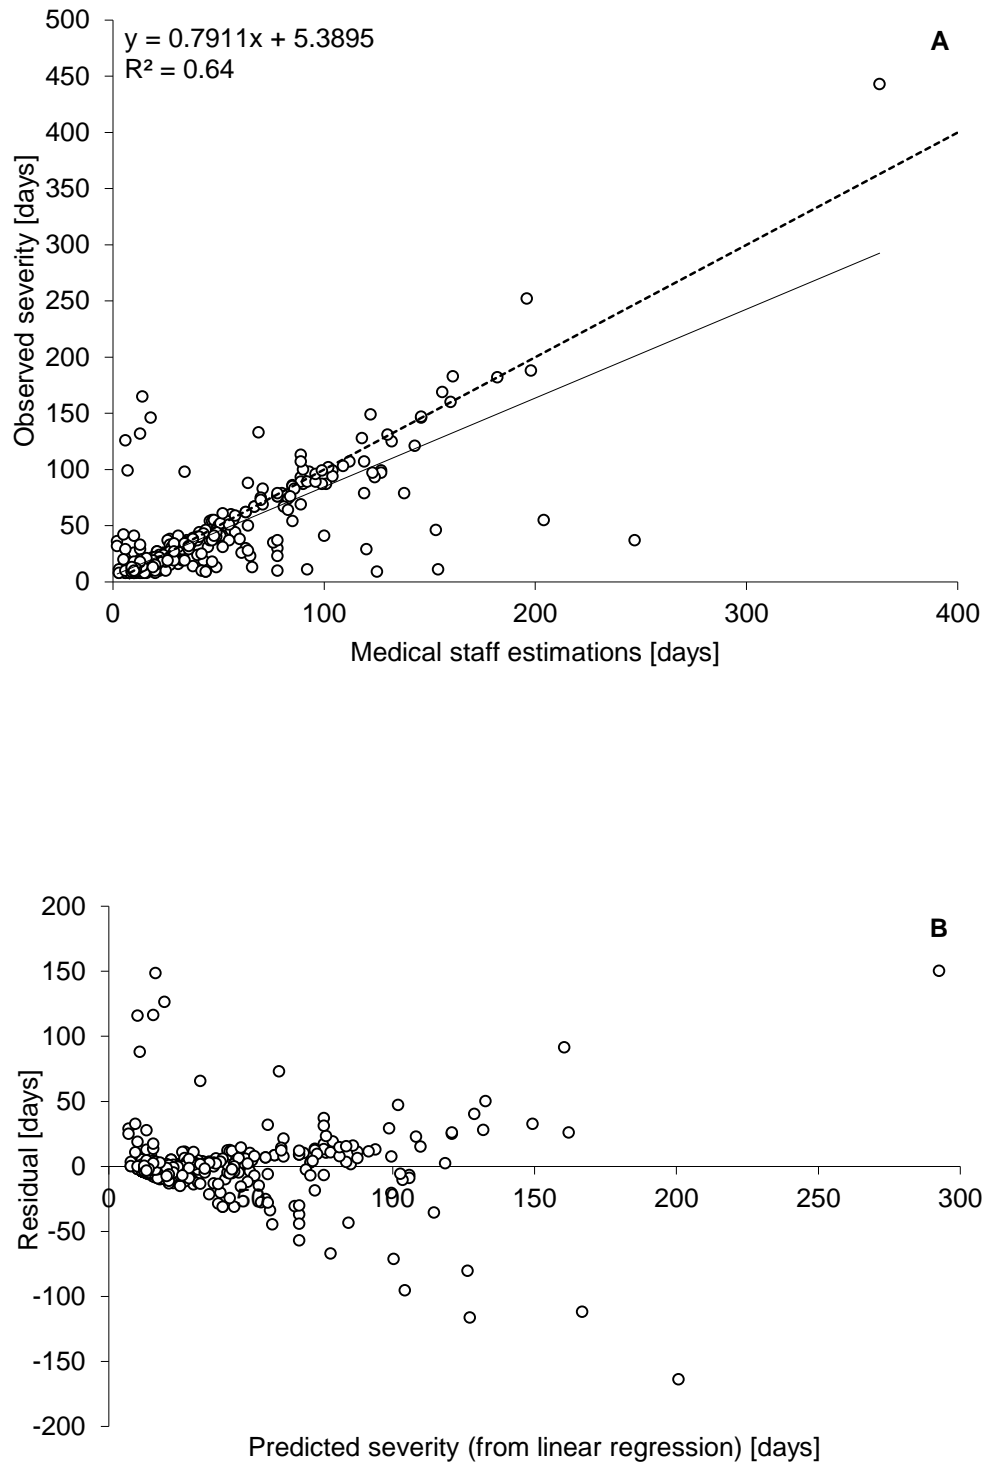 500
y = 0.7911x + 5.3895
A
R² = 0.64
450
400
350
300
250
200
150
100
50
0
Observed severity [days]
0 100 200 300 400
Medical staff estimations [days]
200
B
150
100
50
0
-50
-100
-150
-200
Residual [days]
0 50 100 150 200 250 300
Predicted severity (from linear regression) [days]